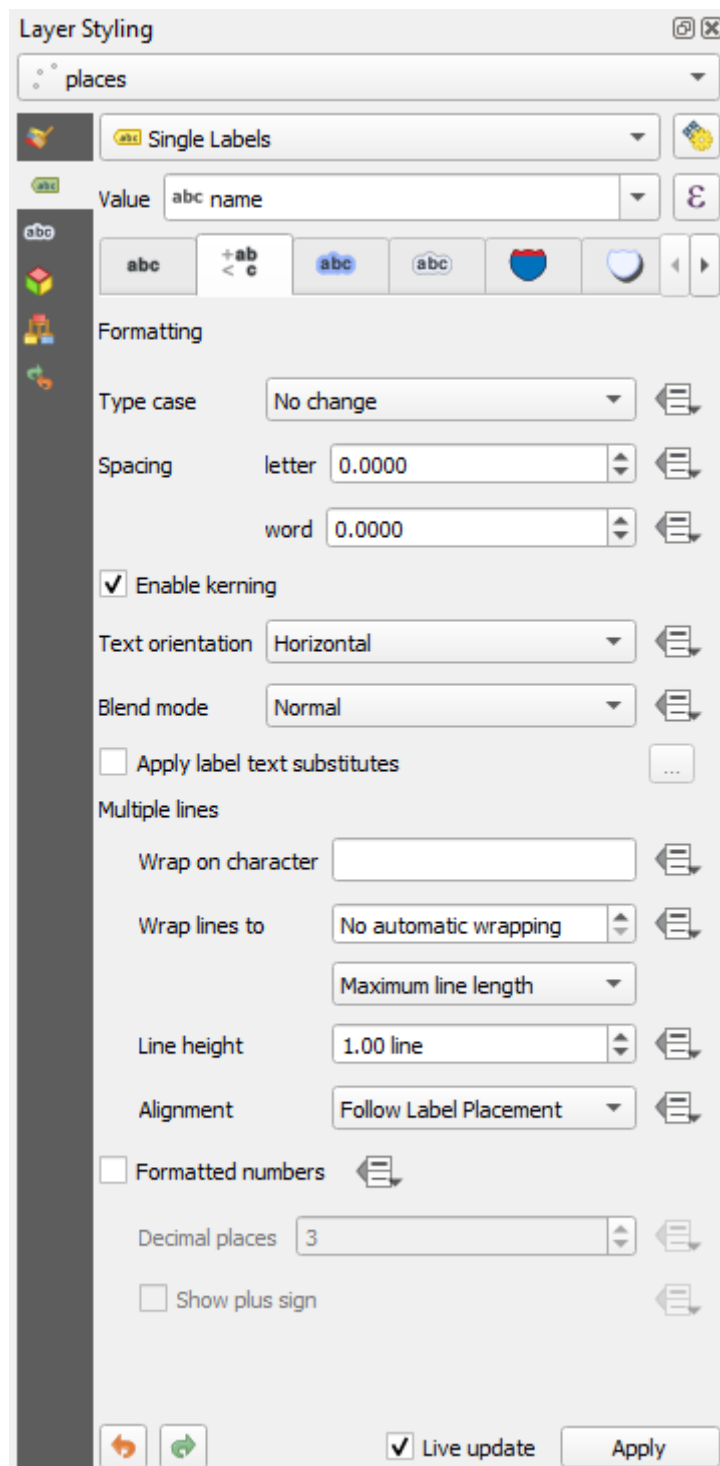 Layer Styling
places
Single Labels
Value abc name ε
abc +ab < c abc abc
Formatting
Type case No change
Spacing letter 0.0000
word 0.0000
Enable kerning
Text orientation Horizontal
Blend mode Normal
Apply label text substitutes ...
Multiple lines
Wrap on character
Wrap lines to No automatic wrapping
Maximum line length
Line height 1.00 line
Alignment Follow Label Placement
Formatted numbers
Decimal places 3
Show plus sign
Live update Apply